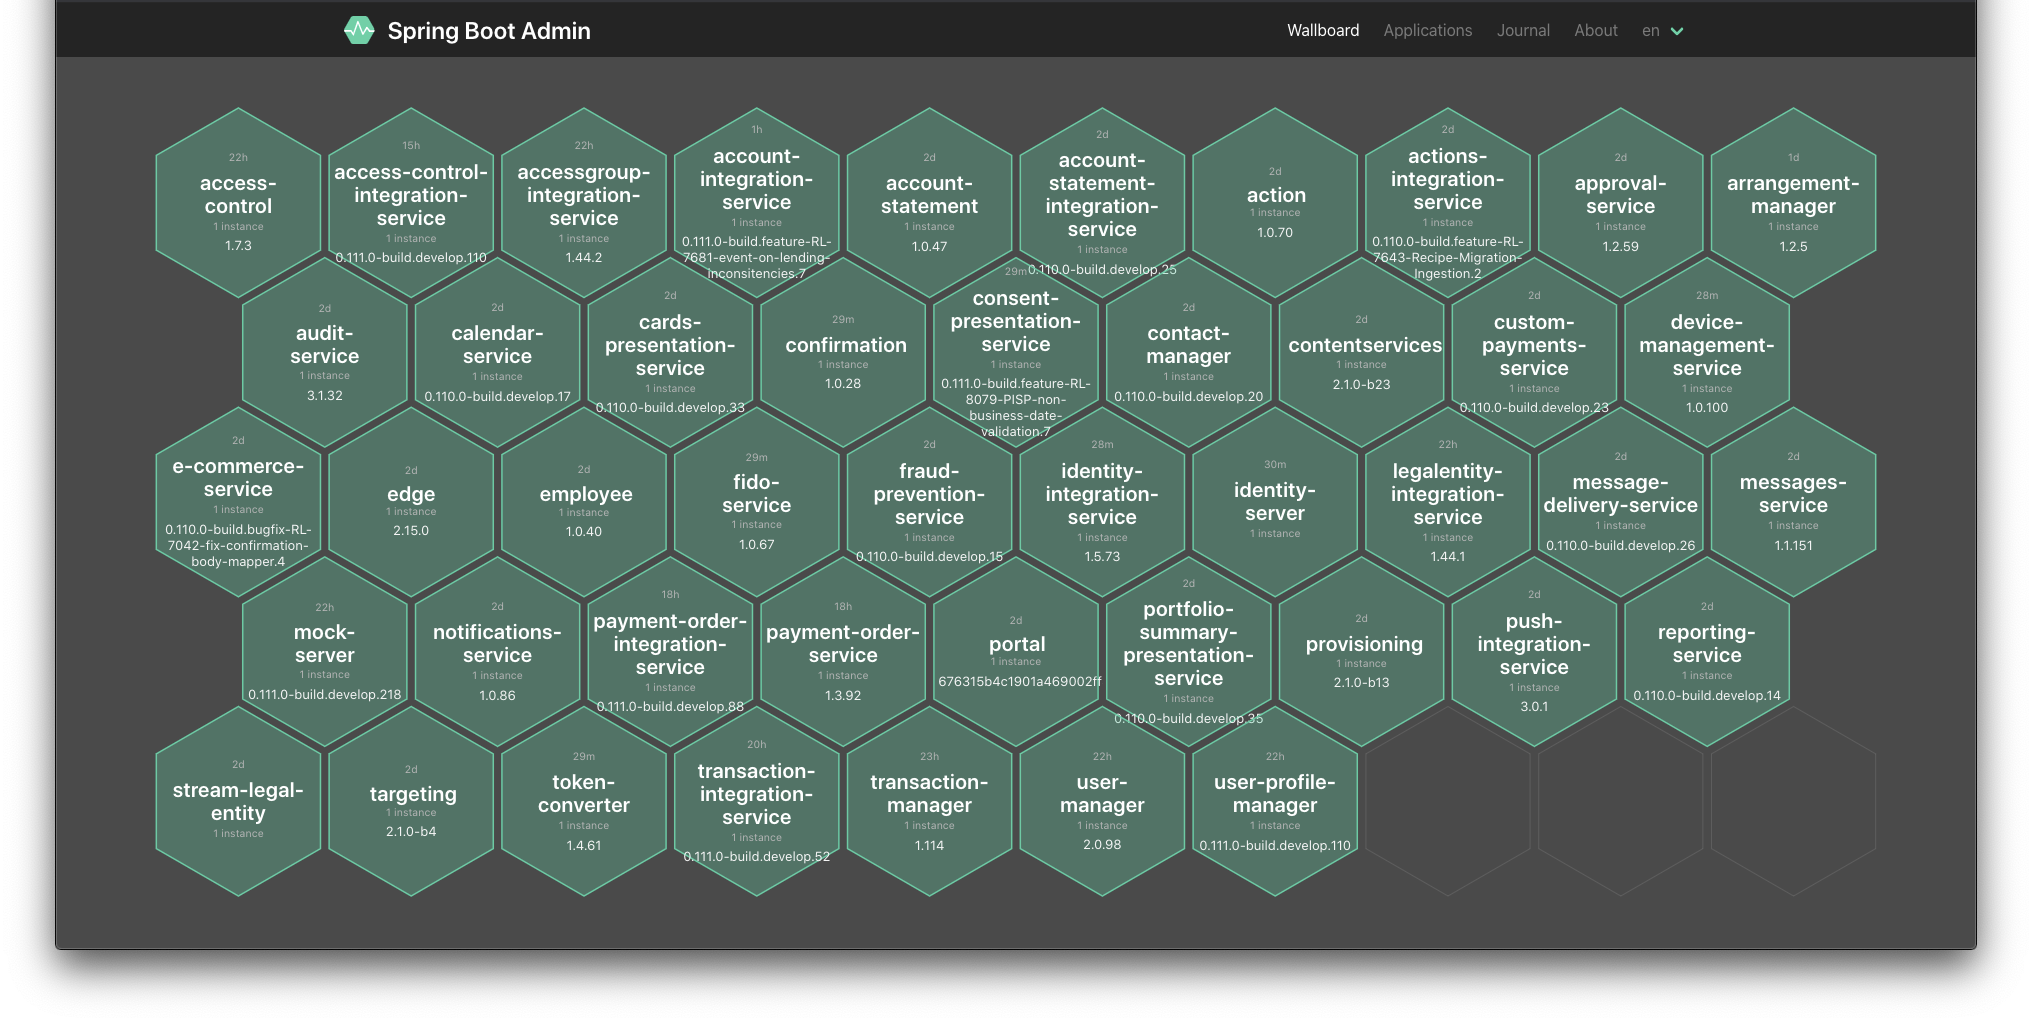 Spring Boot Admin
Wallboard Applications Journal About en
22h
access-
control
1 instance
1.7.3
15h
access-control-
integration-
service
1 instance
0.111.0-build.develop.110
22h
accessgroup-
integration-
service
1 instance
1.44.2
1h
account-
integration-
service
1 instance
0.111.0-build.feature-RL-
7681-event-on-lending-
inconsitencies.7
2d
account-
statement
1 instance
1.0.47
2d
account-
statement-
integration-
service
1 instance
0.110.0-build.develop.25
2d
action
1 instance
1.0.70
2d
actions-
integration-
service
1 instance
0.110.0-build.feature-RL-
7643-Recipe-Migration-
Ingestion.2
2d
approval-
service
1 instance
1.2.59
1d
arrangement-
manager
1 instance
1.2.5
2d
audit-
service
1 instance
3.1.32
2d
calendar-
service
1 instance
0.110.0-build.develop.17
2d
cards-
presentation-
service
1 instance
0.110.0-build.develop.33
29m
confirmation
1 instance
1.0.28
29m
consent-
presentation-
service
1 instance
0.111.0-build.feature-RL-
8079-PISP-non-
business-date-
validation.7
2d
contact-
manager
1 instance
0.110.0-build.develop.20
2d
contentservices
1 instance
2.1.0-b23
2d
custom-
payments-
service
1 instance
0.110.0-build.develop.23
28m
device-
management-
service
1 instance
1.0.100
2d
e-commerce-
service
1 instance
0.110.0-build.bugfix-RL-
7042-fix-confirmation-
body-mapper.4
2d
edge
1 instance
2.15.0
2d
employee
1 instance
1.0.40
29m
fido-
service
1 instance
1.0.67
2d
fraud-
prevention-
service
1 instance
0.110.0-build.develop.15
28m
identity-
integration-
service
1 instance
1.5.73
30m
identity-
server
1 instance
22h
legalentity-
integration-
service
1 instance
1.44.1
2d
message-
delivery-service
1 instance
0.110.0-build.develop.26
2d
messages-
service
1 instance
1.1.151
22h
mock-
server
1 instance
0.111.0-build.develop.218
2d
notifications-
service
1 instance
1.0.86
18h
payment-order-
integration-
service
1 instance
0.111.0-build.develop.88
18h
payment-order-
service
1 instance
1.3.92
2d
portal
1 instance
676315b4c1901a469002ff
2d
portfolio-
summary-
presentation-
service
1 instance
0.110.0-build.develop.35
2d
provisioning
1 instance
2.1.0-b13
2d
push-
integration-
service
1 instance
3.0.1
2d
reporting-
service
1 instance
0.110.0-build.develop.14
2d
stream-legal-
entity
1 instance
2d
targeting
1 instance
2.1.0-b4
29m
token-
converter
1 instance
1.4.61
20h
transaction-
integration-
service
1 instance
0.111.0-build.develop.52
23h
transaction-
manager
1 instance
1.114
22h
user-
manager
1 instance
2.0.98
22h
user-profile-
manager
1 instance
0.111.0-build.develop.110